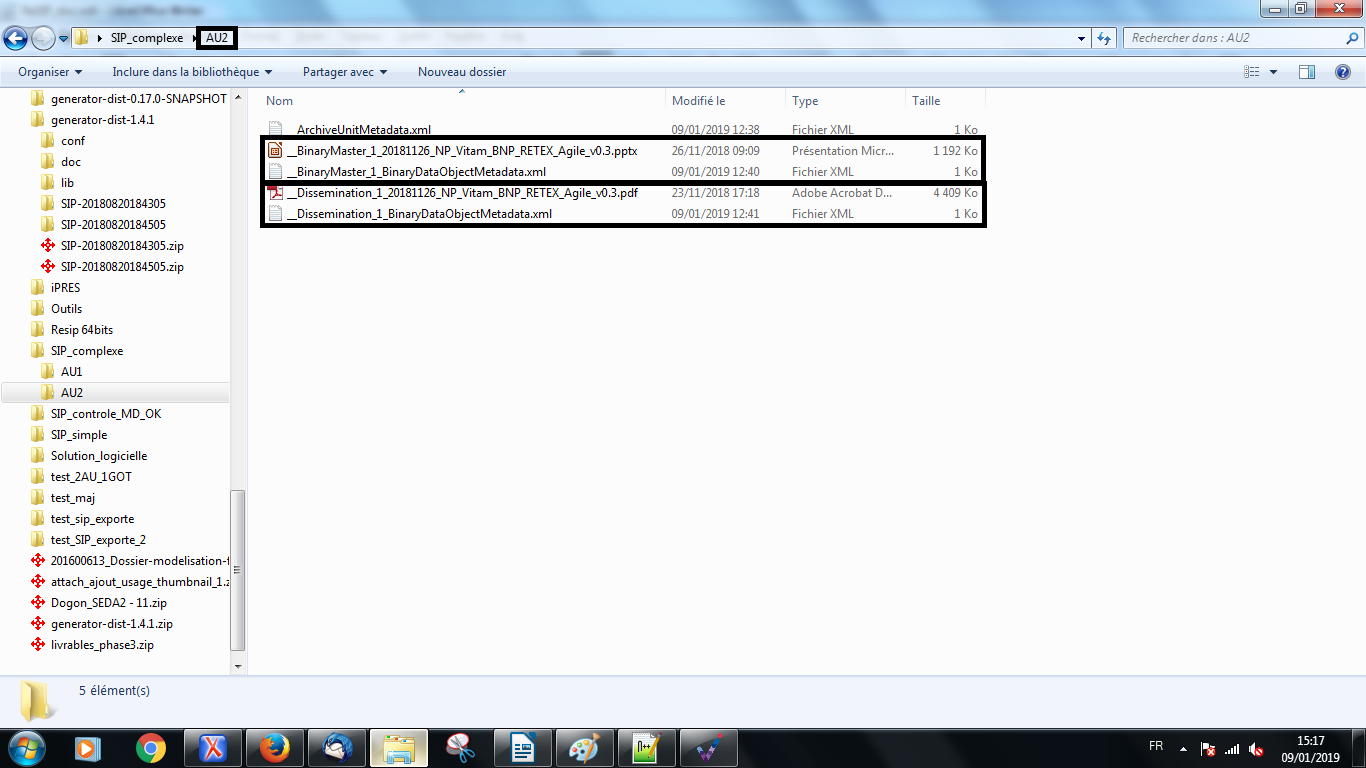 SIP_complexe AU2
Rechercher dans : AU2
Organiser Inclure dans la bibliothèque Partager avec Nouveau dossier
generator-dist-0.17.0-SNAPSHOT
generator-dist-1.4.1
conf
doc
lib
SIP-20180820184305
SIP-20180820184505
SIP-20180820184305.zip
SIP-20180820184505.zip
iPRES
Outils
Resip 64bits
SIP_complexe
AU1
AU2
SIP_controle_MD_OK
SIP_simple
Solution_logicielle
test_2AU_1GOT
test_maj
test_sip_exporte
test_SIP_exporte_2
201600613_Dossier-modelisation-f
attach_ajout_usage_thumbnail_1.z
Dogon_SEDA2 - 11.zip
generator-dist-1.4.1.zip
livrables_phase3.zip
Nom Modifié le Type Taille
__ArchiveUnitMetadata.xml 09/01/2019 12:38 Fichier XML 1 Ko
__BinaryMaster_1_20181126_NP_Vitam_BNP_RETEX_Agile_v0.3.pptx 26/11/2018 09:09 Présentation Micr... 1 192 Ko
__BinaryMaster_1_BinaryDataObjectMetadata.xml 09/01/2019 12:40 Fichier XML 1 Ko
__Dissemination_1_20181126_NP_Vitam_BNP_RETEX_Agile_v0.3.pdf 23/11/2018 17:18 Adobe Acrobat D... 4 409 Ko
__Dissemination_1_BinaryDataObjectMetadata.xml 09/01/2019 12:41 Fichier XML 1 Ko
5 élément(s)
FR
15:17
09/01/2019